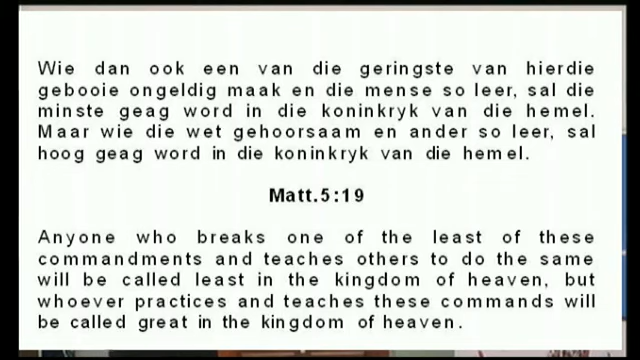 Wie dan ook een van die geringste van hierdie
gebooie ongeldig maak en die mense so leer, sal die
minste geag word in die koninkryk van die hemel.
Maar wie die wet gehoorsaam en ander so leer, sal
hoog geag word in die koninkryk van die hemel.
Matt.5:19
Anyone who breaks one of the least of these
commandments and teaches others to do the same
will be called least in the kingdom of heaven, but
whoever practices and teaches these commands will
be called great in the kingdom of heaven.